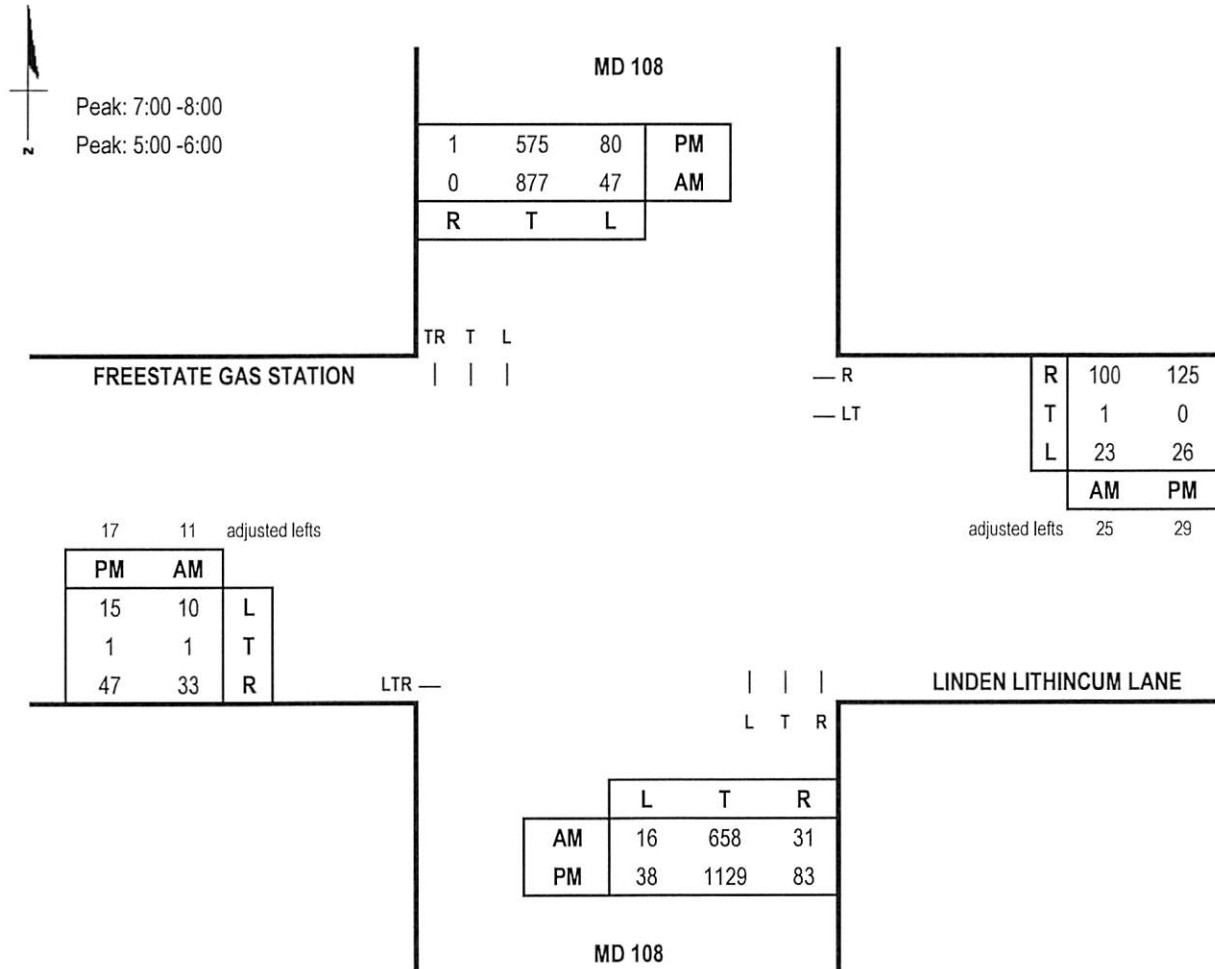 MD 108
Peak: 7:00 -8:00
Peak: 5:00 -6:00
N
1 575 80 PM
0 877 47 AM
R T L
TR T L
FREESTATE GAS STATION
— R
— LT
R 100 125
T 1 0
L 23 26
AM PM
adjusted lefts 25 29
17 11 adjusted lefts
PM AM
15 10 L
1 1 T
47 33 R
LTR —
LINDEN LITHINCUM LANE
L T R
L T R
AM 16 658 31
PM 38 1129 83
MD 108